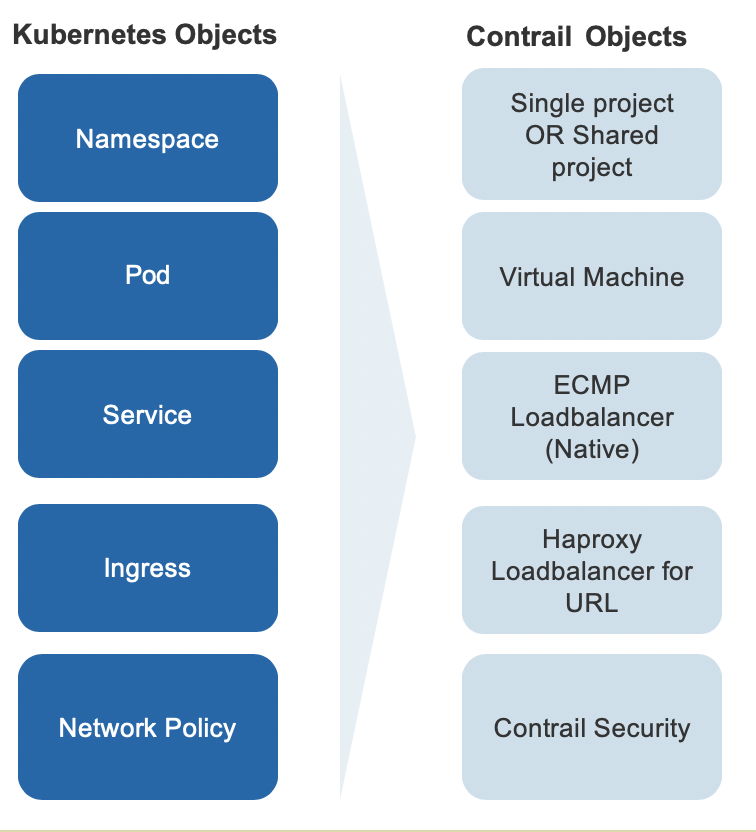 Kubernetes Objects
Contrail Objects
Namespace
Single project
OR Shared
project
Pod
Virtual Machine
Service
ECMP
Loadbalancer
(Native)
Ingress
Haproxy
Loadbalancer for
URL
Network Policy
Contrail Security